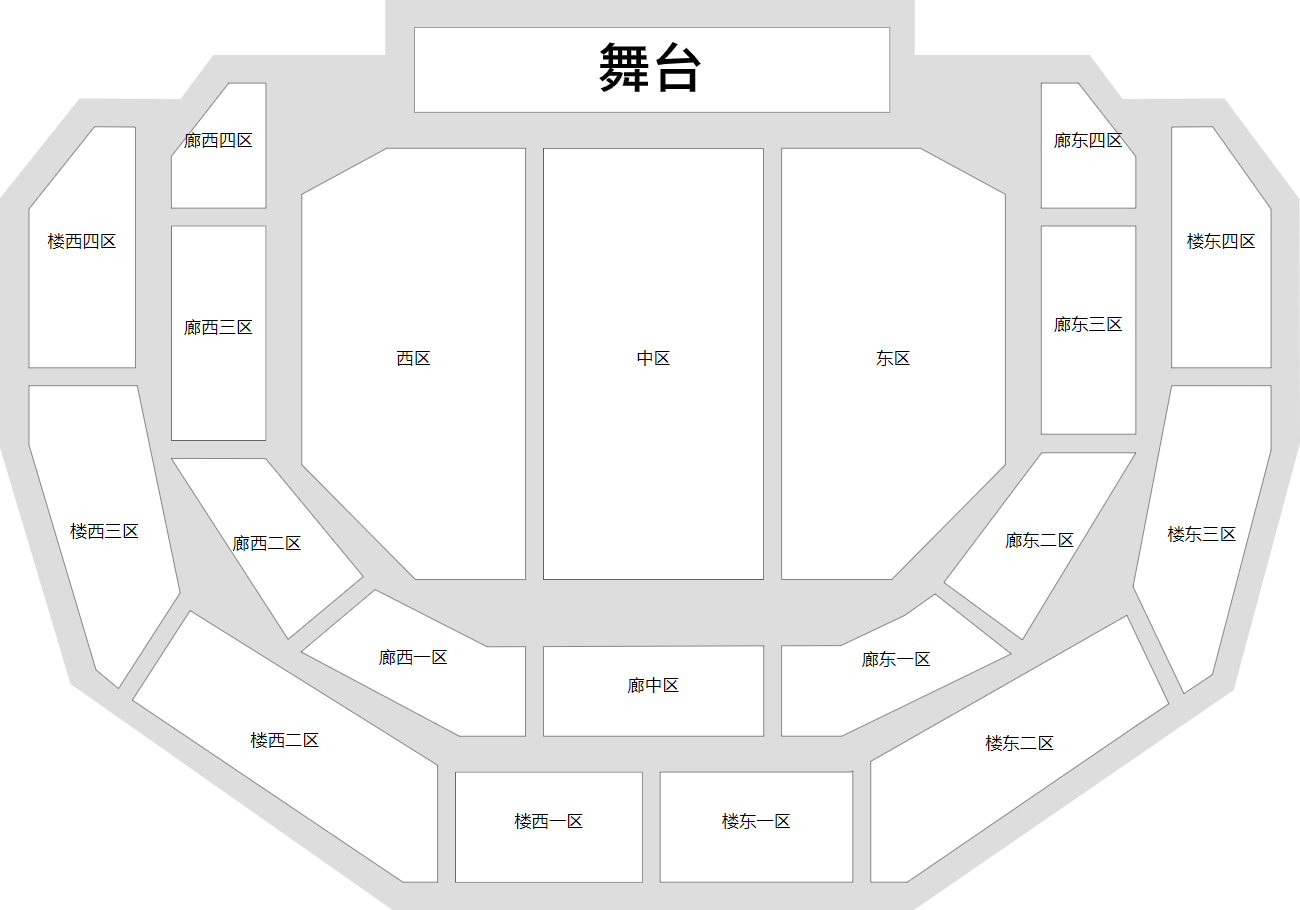 舞台
廊西四区
廊东四区
楼西四区
楼东四区
廊西三区
廊东三区
西区
中区
东区
楼西三区
廊西二区
廊东二区
楼东三区
廊西一区
廊中区
廊东一区
楼西二区
楼东二区
楼西一区
楼东一区